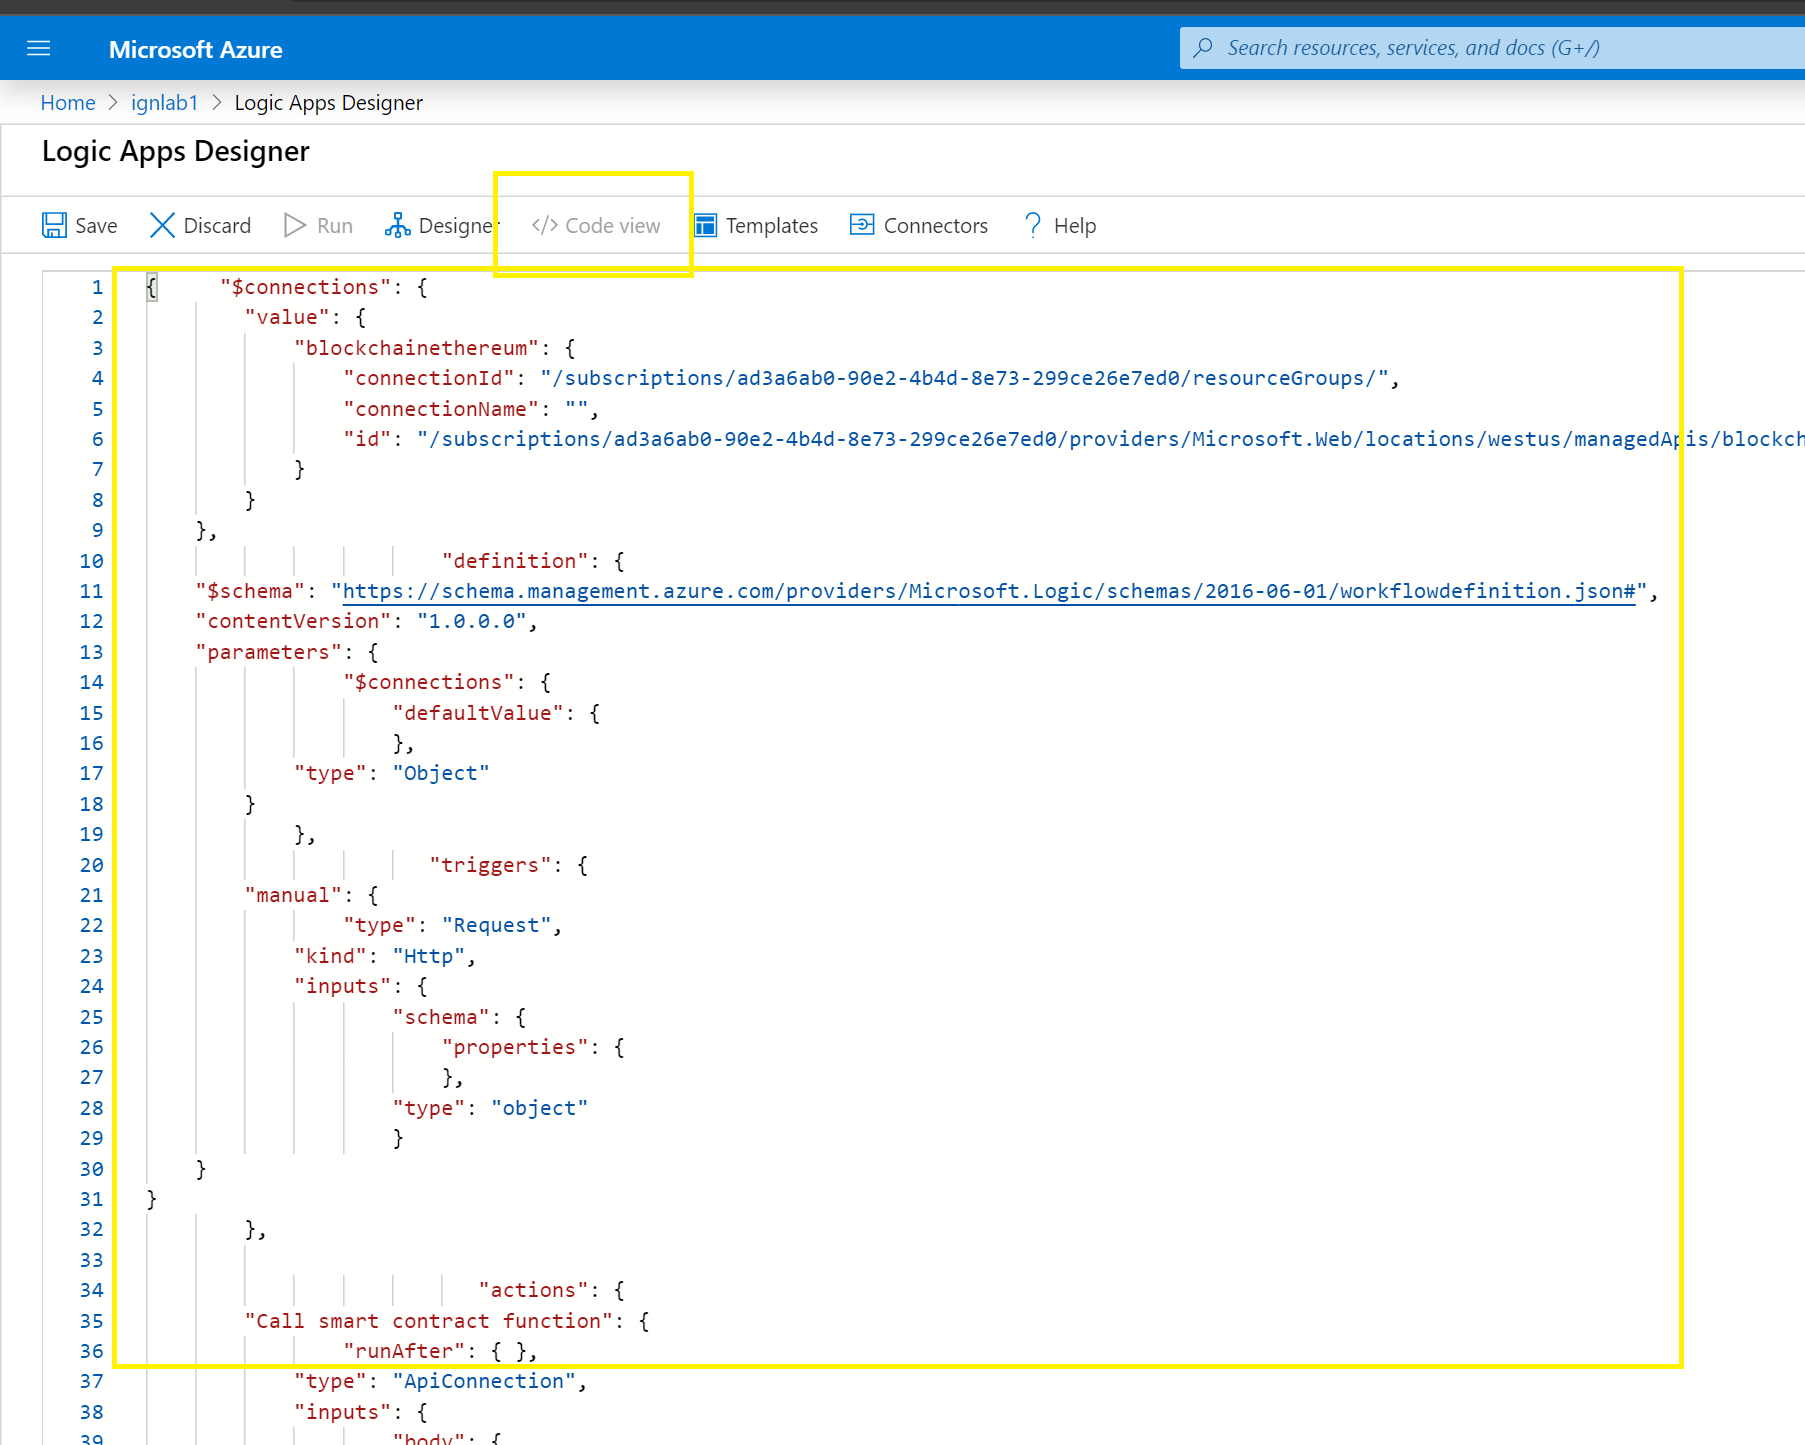 Microsoft Azure
Search resources, services, and docs (G+/)
Home > ignlab1 > Logic Apps Designer
Logic Apps Designer
Save Discard Run Designer </> Code view Templates Connectors ? Help
1 { "$connections": {
2 "value": {
3 "blockchainethereum": {
4 "connectionId": "/subscriptions/ad3a6ab0-90e2-4b4d-8e73-299ce26e7ed0/resourceGroups/",
5 "connectionName": "",
6 "id": "/subscriptions/ad3a6ab0-90e2-4b4d-8e73-299ce26e7ed0/providers/Microsoft.Web/locations/westus/managedApis/blockch
7 }
8 }
9 },
10 "definition": {
11 "$schema": "https://schema.management.azure.com/providers/Microsoft.Logic/schemas/2016-06-01/workflowdefinition.json#",
12 "contentVersion": "1.0.0.0",
13 "parameters": {
14 "$connections": {
15 "defaultValue": {
16 },
17 "type": "Object"
18 }
19 },
20 "triggers": {
21 "manual": {
22 "type": "Request",
23 "kind": "Http",
24 "inputs": {
25 "schema": {
26 "properties": {
27 },
28 "type": "object"
29 }
30 }
31 }
32 },
33
34 "actions": {
35 "Call smart contract function": {
36 "runAfter": { },
37 "type": "ApiConnection",
38 "inputs": {
39 "body": {